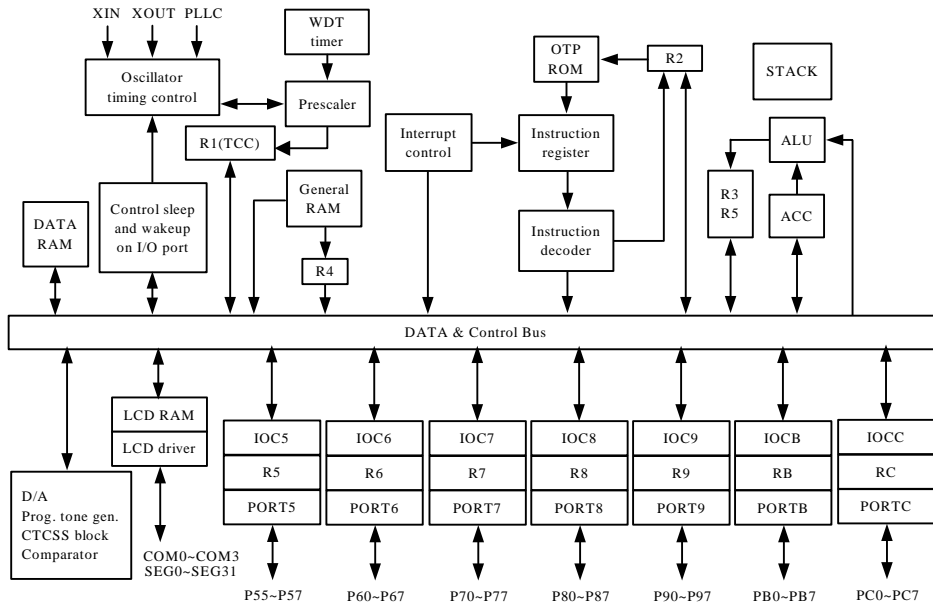 XIN XOUT PLLC
WDT
timer
Oscillator
timing control
Prescaler
R1(TCC)
OTP
ROM
R2
STACK
Interrupt
control
Instruction
register
ALU
General
RAM
R3
R5
ACC
DATA
RAM
Control sleep
and wakeup
on I/O port
R4
Instruction
decoder
DATA & Control Bus
LCD RAM
LCD driver
D/A
Prog. tone gen.
CTCSS block
Comparator
COM0~COM3
SEG0~SEG31
IOC5
R5
PORT5
P55~P57
IOC6
R6
PORT6
P60~P67
IOC7
R7
PORT7
P70~P77
IOC8
R8
PORT8
P80~P87
IOC9
R9
PORT9
P90~P97
IOCB
RB
PORTB
PB0~PB7
IOCC
RC
PORTC
PC0~PC7